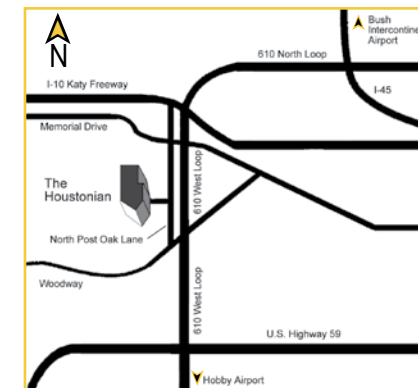 N
Bush
Intercontine
Airport
610 North Loop
I-10 Katy Freeway
I-45
Memorial Drive
The
Houstonian
610 West Loop
North Post Oak Lane
Woodway
610 West Loop
U.S. Highway 59
Hobby Airport